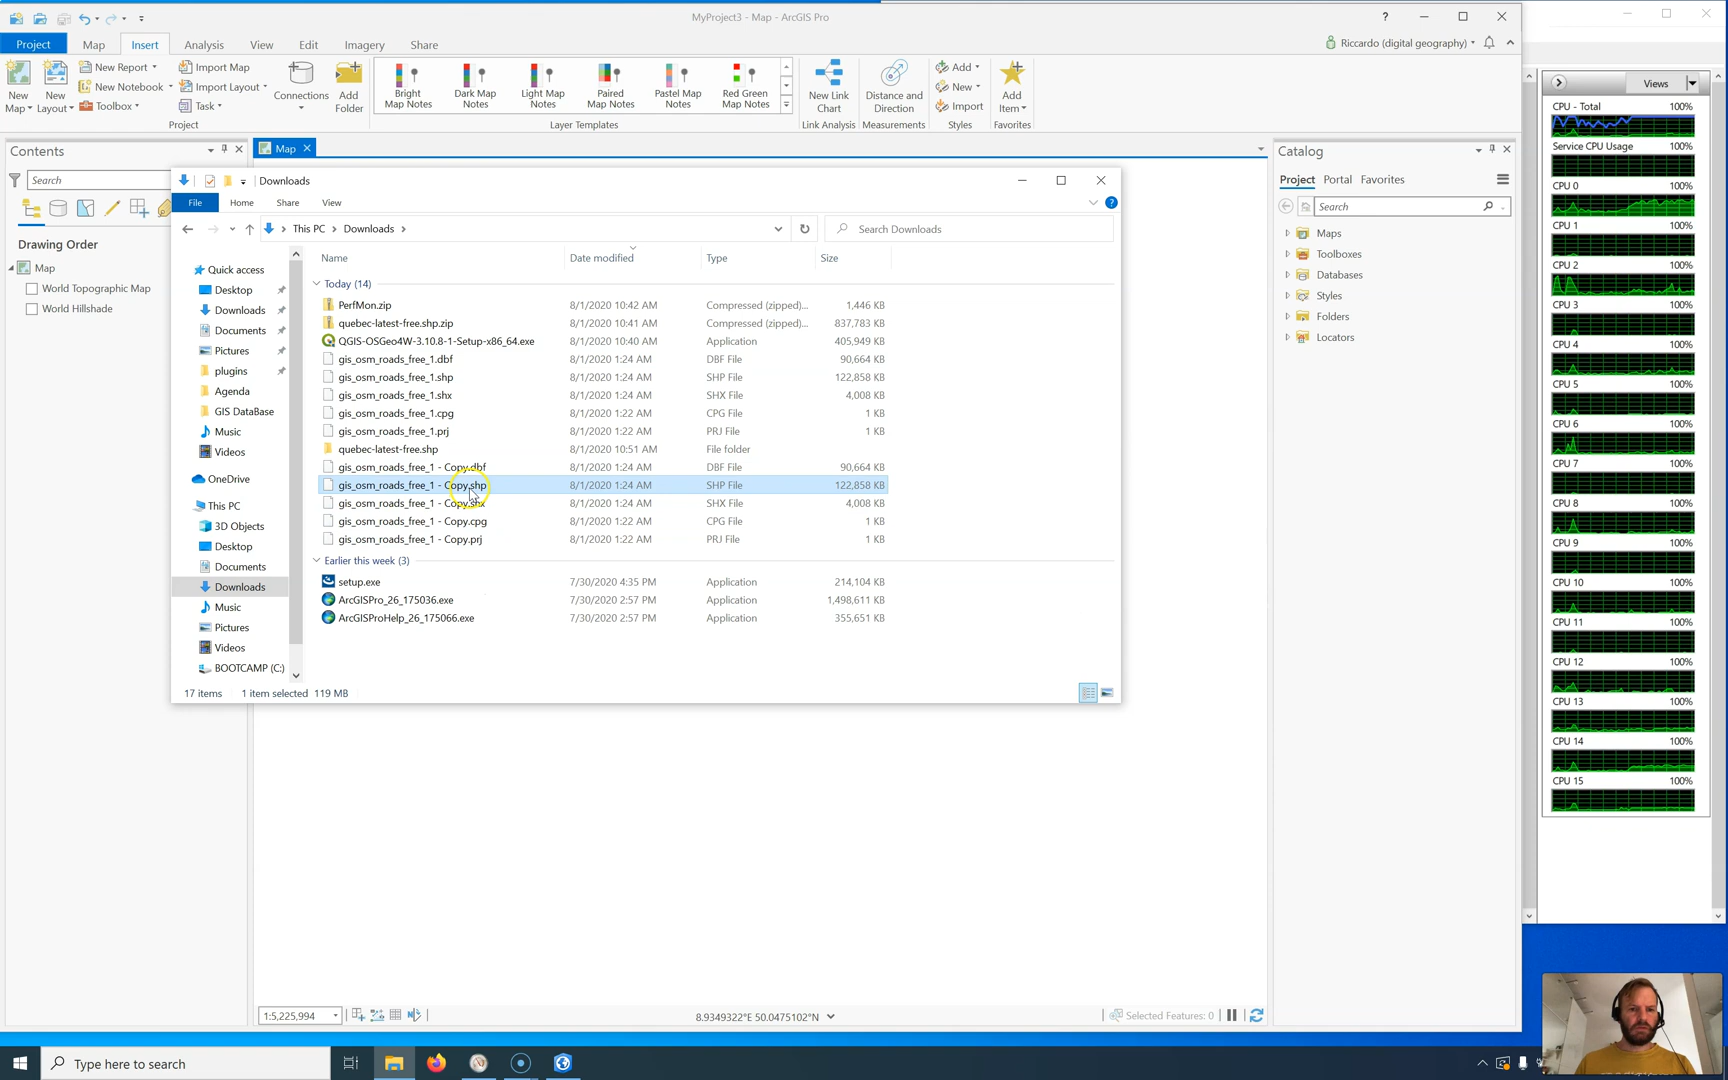 MyProject3 - Map - ArcGIS Pro
?
Project
Map
Insert
Analysis
View
Edit
Imagery
Share
Riccardo (digital geography)
New Map
New Layout
New Report
New Notebook
Toolbox
Import Map
Import Layout
Task
Connections
Add Folder
Bright Map Notes
Dark Map Notes
Light Map Notes
Paired Map Notes
Pastel Map Notes
Red Green Map Notes
New Link Chart
Distance and Direction
Add
New
Import
Add Item
Project
Layer Templates
Link Analysis
Measurements
Styles
Favorites
Contents
Search
Drawing Order
Map
World Topographic Map
World Hillshade
Map
Downloads
File
Home
Share
View
This PC
Downloads
Search Downloads
Quick access
Desktop
Downloads
Documents
Pictures
plugins
Agenda
GIS DataBase
Music
Videos
OneDrive
This PC
3D Objects
Desktop
Documents
Downloads
Music
Pictures
Videos
BOOTCAMP (C:)
Name Date modified Type Size
Today (14)
PerfMon.zip 8/1/2020 10:42 AM Compressed (zipped)... 1,446 KB
quebec-latest-free.shp.zip 8/1/2020 10:41 AM Compressed (zipped)... 837,783 KB
QGIS-OSGeo4W-3.10.8-1-Setup-x86_64.exe 8/1/2020 10:40 AM Application 405,949 KB
gis_osm_roads_free_1.dbf 8/1/2020 1:24 AM DBF File 90,664 KB
gis_osm_roads_free_1.shp 8/1/2020 1:24 AM SHP File 122,858 KB
gis_osm_roads_free_1.shx 8/1/2020 1:24 AM SHX File 4,008 KB
gis_osm_roads_free_1.cpg 8/1/2020 1:22 AM CPG File 1 KB
gis_osm_roads_free_1.prj 8/1/2020 1:22 AM PRJ File 1 KB
quebec-latest-free.shp 8/1/2020 10:51 AM File folder
gis_osm_roads_free_1 - Copy.dbf 8/1/2020 1:24 AM DBF File 90,664 KB
gis_osm_roads_free_1 - Copy.shp 8/1/2020 1:24 AM SHP File 122,858 KB
gis_osm_roads_free_1 - Copy.shx 8/1/2020 1:24 AM SHX File 4,008 KB
gis_osm_roads_free_1 - Copy.cpg 8/1/2020 1:22 AM CPG File 1 KB
gis_osm_roads_free_1 - Copy.prj 8/1/2020 1:22 AM PRJ File 1 KB
Earlier this week (3)
setup.exe 7/30/2020 4:35 PM Application 214,104 KB
ArcGISPro_26_175036.exe 7/30/2020 2:57 PM Application 1,498,611 KB
ArcGISProHelp_26_175066.exe 7/30/2020 2:57 PM Application 355,651 KB
17 items 1 item selected 119 MB
1:5,225,994
8.9349322°E 50.0475102°N
Selected Features: 0
Catalog
Project
Portal
Favorites
Search
Maps
Toolboxes
Databases
Styles
Folders
Locators
Views
CPU - Total 100%
Service CPU Usage 100%
CPU 0 100%
CPU 1 100%
CPU 2 100%
CPU 3 100%
CPU 4 100%
CPU 5 100%
CPU 6 100%
CPU 7 100%
CPU 8 100%
CPU 9 100%
CPU 10 100%
CPU 11 100%
CPU 12 100%
CPU 13 100%
CPU 14 100%
CPU 15 100%
Type here to search